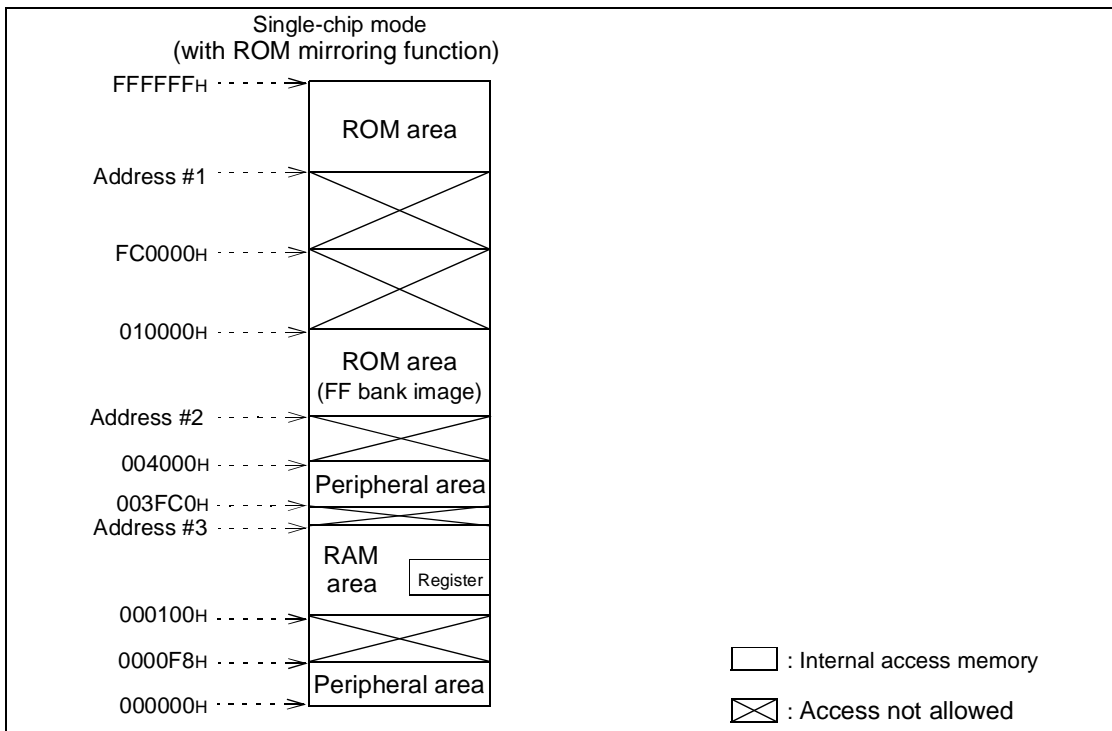 Single-chip mode
(with ROM mirroring function)
FFFFFFH
ROM area
Address #1
FC0000H
010000H
ROM area
(FF bank image)
Address #2
004000H
Peripheral area
003FC0H
Address #3
RAM
area
Register
000100H
0000F8H
Peripheral area
000000H
: Internal access memory
: Access not allowed